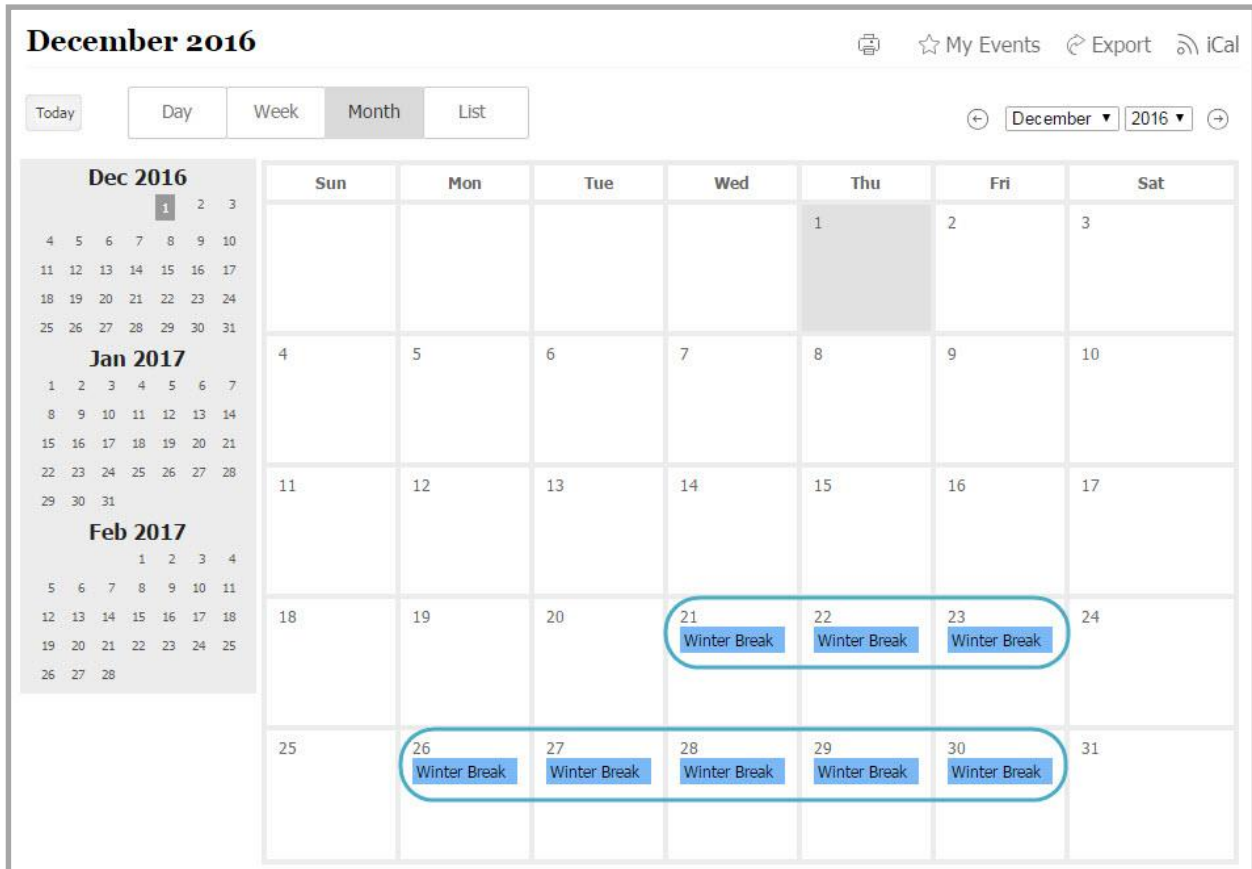 December 2016
My Events Export iCal
Today Day Week Month List December 2016
Dec 2016
1 2 3
4 5 6 7 8 9 10
11 12 13 14 15 16 17
18 19 20 21 22 23 24
25 26 27 28 29 30 31
Jan 2017
1 2 3 4 5 6 7
8 9 10 11 12 13 14
15 16 17 18 19 20 21
22 23 24 25 26 27 28
29 30 31
Feb 2017
1 2 3 4
5 6 7 8 9 10 11
12 13 14 15 16 17 18
19 20 21 22 23 24 25
26 27 28
Sun Mon Tue Wed Thu Fri Sat
1 2 3
4 5 6 7 8 9 10
11 12 13 14 15 16 17
18 19 20 21 22 23 24
Winter Break Winter Break Winter Break
25 26 27 28 29 30 31
Winter Break Winter Break Winter Break Winter Break Winter Break